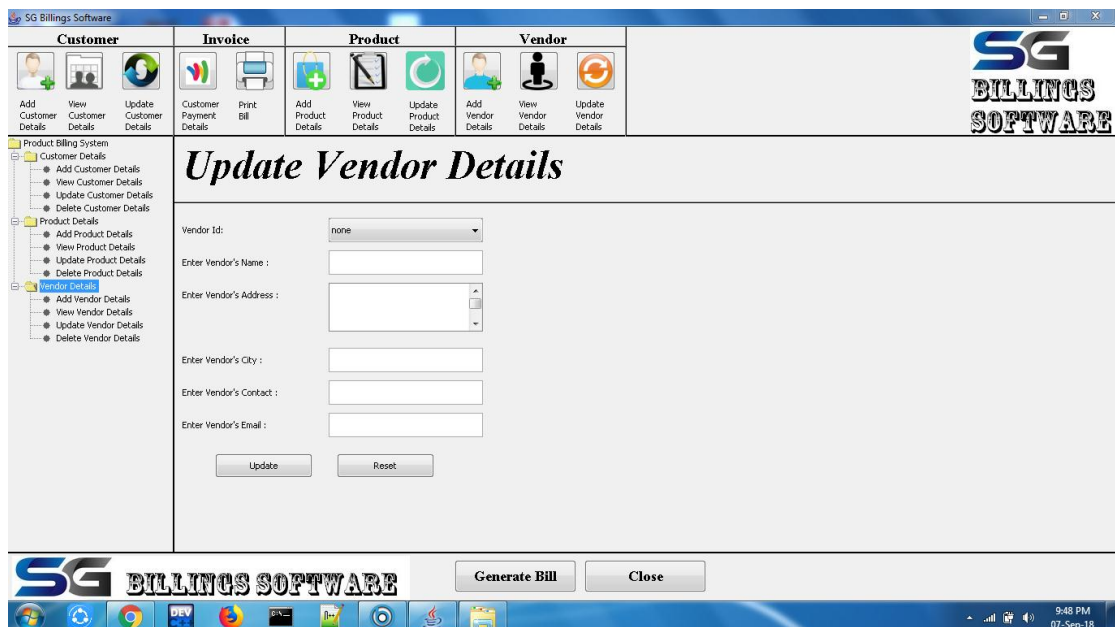 SG Billings Software
Customer
Invoice
Product
Vendor
Add Customer Details
View Customer Details
Update Customer Details
Customer Payment Details
Print Bill
Add Product Details
View Product Details
Update Product Details
Add Vendor Details
View Vendor Details
Update Vendor Details
SG
BILLINGS
SOFTWARE
Product Billing System
Customer Details
Add Customer Details
View Customer Details
Update Customer Details
Delete Customer Details
Product Details
Add Product Details
View Product Details
Update Product Details
Delete Product Details
Vendor Details
Add Vendor Details
View Vendor Details
Update Vendor Details
Delete Vendor Details
Update Vendor Details
Vendor Id:
none
Enter Vendor's Name :
Enter Vendor's Address :
Enter Vendor's City :
Enter Vendor's Contact :
Enter Vendor's Email :
Update
Reset
SG BILLINGS SOFTWARE
Generate Bill
Close
DEV
9:48 PM
07-Sep-18